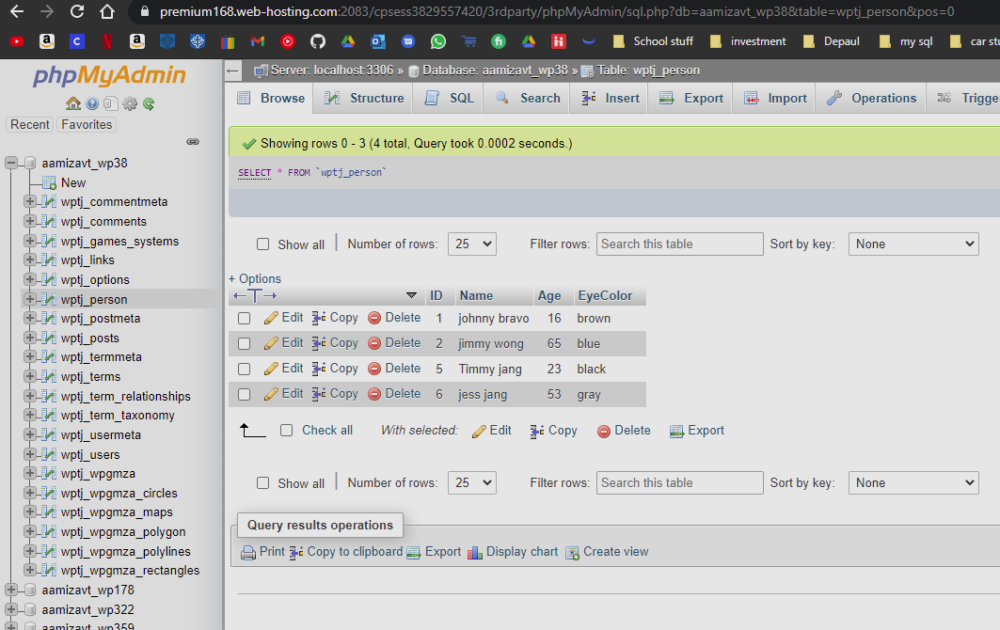 premium168.web-hosting.com:2083/cpsess3829557420/3rdparty/phpMyAdmin/sql.php?db=aamizavt_wp38&table=wptj_person&pos=0
School stuff investment Depaul my sql car stu
phpMyAdmin
Recent Favorites
aamizavt_wp38
New
wptj_commentmeta
wptj_comments
wptj_games_systems
wptj_links
wptj_options
wptj_person
wptj_postmeta
wptj_posts
wptj_termmeta
wptj_terms
wptj_term_relationships
wptj_term_taxonomy
wptj_usermeta
wptj_users
wptj_wpgmza
wptj_wpgmza_circles
wptj_wpgmza_maps
wptj_wpgmza_polygon
wptj_wpgmza_polylines
wptj_wpgmza_rectangles
aamizavt_wp178
aamizavt_wp322
aamizavt_wp359
Server: localhost:3306 » Database: aamizavt_wp38 » Table: wptj_person
Browse Structure SQL Search Insert Export Import Operations Trigge
Showing rows 0 - 3 (4 total, Query took 0.0002 seconds.)
SELECT * FROM `wptj_person`
Show all Number of rows: 25 Filter rows: Search this table Sort by key: None
+ Options
←T→ ID Name Age EyeColor
Edit Copy Delete 1 johnny bravo 16 brown
Edit Copy Delete 2 jimmy wong 65 blue
Edit Copy Delete 5 Timmy jang 23 black
Edit Copy Delete 6 jess jang 53 gray
Check all With selected: Edit Copy Delete Export
Show all Number of rows: 25 Filter rows: Search this table Sort by key: None
Query results operations
Print Copy to clipboard Export Display chart Create view